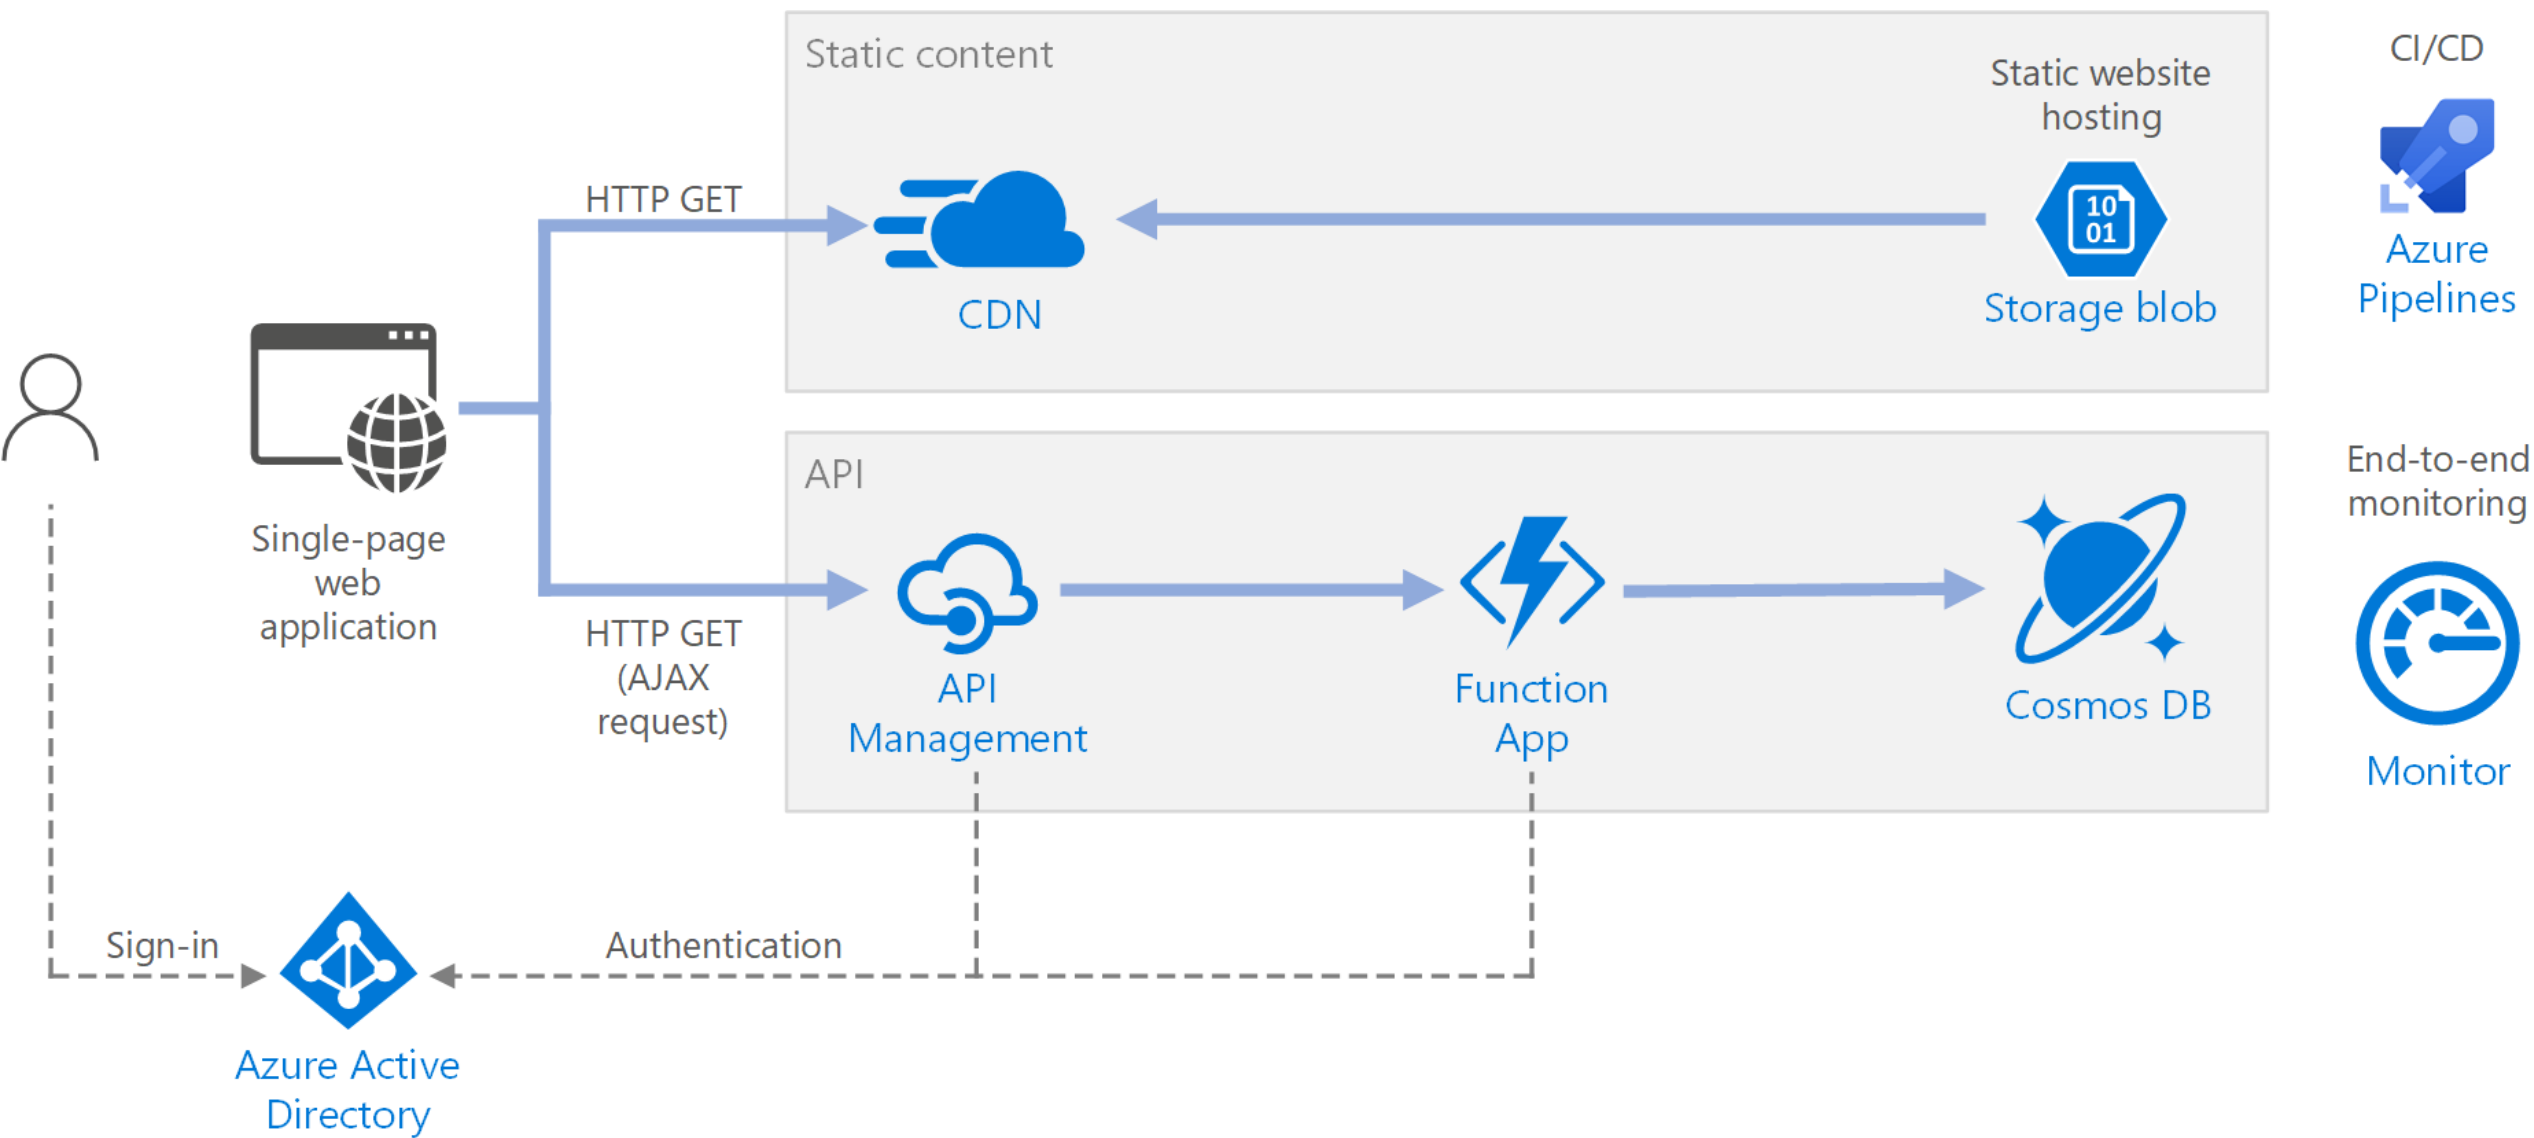 Static content
Static website
hosting
CI/CD
HTTP GET
10
01
CDN
Storage blob
Azure
Pipelines
API
End-to-end
monitoring
Single-page
web
application
HTTP GET
(AJAX
request)
API
Management
Function
App
Cosmos DB
Monitor
Sign-in
Authentication
Azure Active
Directory